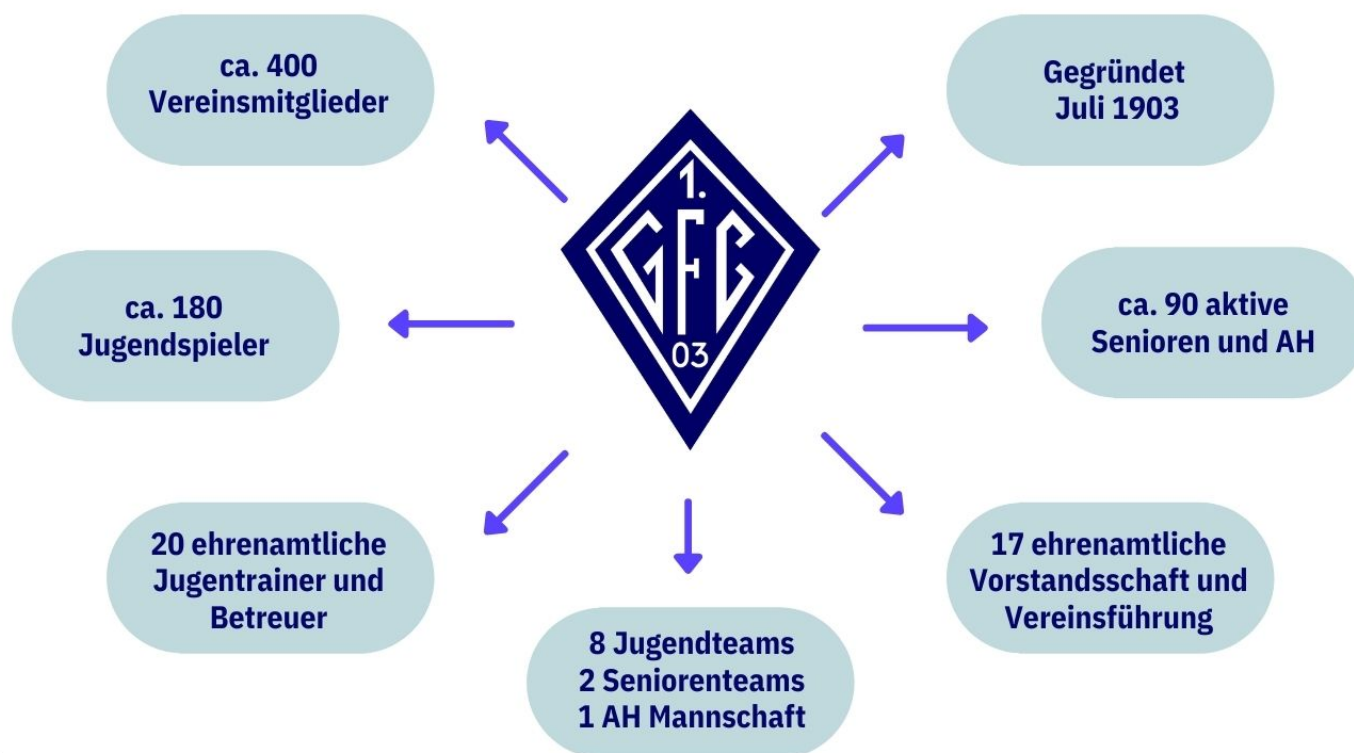 ca. 400
Vereinsmitglieder
Gegründet
Juli 1903
1.
GFC
03
ca. 180
Jugendspieler
ca. 90 aktive
Senioren und AH
20 ehrenamtliche
Jugentrainer und
Betreuer
17 ehrenamtliche
Vorstandsschaft und
Vereinsführung
8 Jugendteams
2 Seniorenteams
1 AH Mannschaft